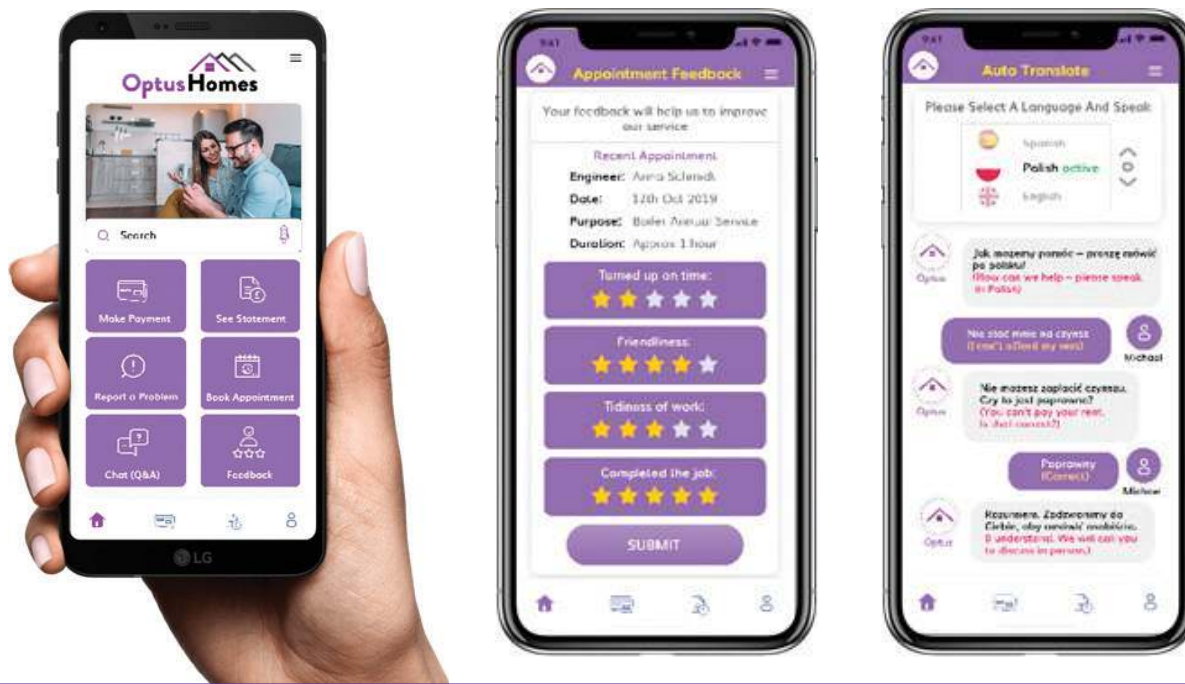 OptusHomes
Search
Make Payment
See Statement
Report a Problem
Book Appointment
Chat (Q&A)
Feedback
LG
9:41
Appointment Feedback
Your feedback will help us to improve
our service
Recent Appointment
Engineer: Anna Schmidt
Date: 12th Oct 2019
Purpose: Boiler Annual Service
Duration: Approx 1 hour
Turned up on time:
Friendliness:
Tidiness of work:
Completed the job:
SUBMIT
9:41
Auto Translate
Please Select A Language And Speak
Spanish
Polish active
English
Jak możemy pomóc – proszę mówić
po polsku!
(How can we help – please speak
in Polish)
Optus
Nie stać mnie na czynsz
(I can't afford my rent)
Michael
Nie możesz zapłacić czynszu.
Czy to jest poprawne?
(You can't pay your rent.
Is that correct?)
Optus
Poprawny
(Correct)
Michael
Rozumiem. Zadzwonimy do
Ciebie, aby omówić osobiście.
(I understand. We will call you
to discuss in person.)
Optus